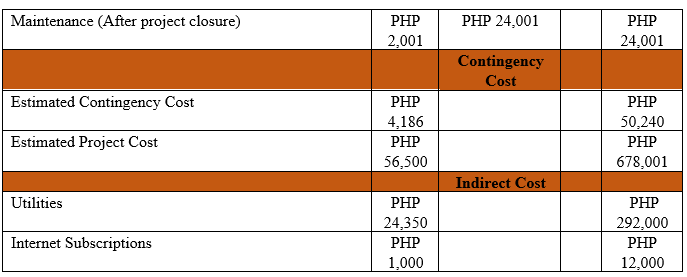 Maintenance (After project closure) PHP PHP 24,001 PHP
2,001 24,001
Contingency
Cost
Estimated Contingency Cost PHP PHP
4,186 50,240
Estimated Project Cost PHP PHP
56,500 678,001
Indirect Cost
Utilities PHP PHP
24,350 292,000
Internet Subscriptions PHP PHP
1,000 12,000